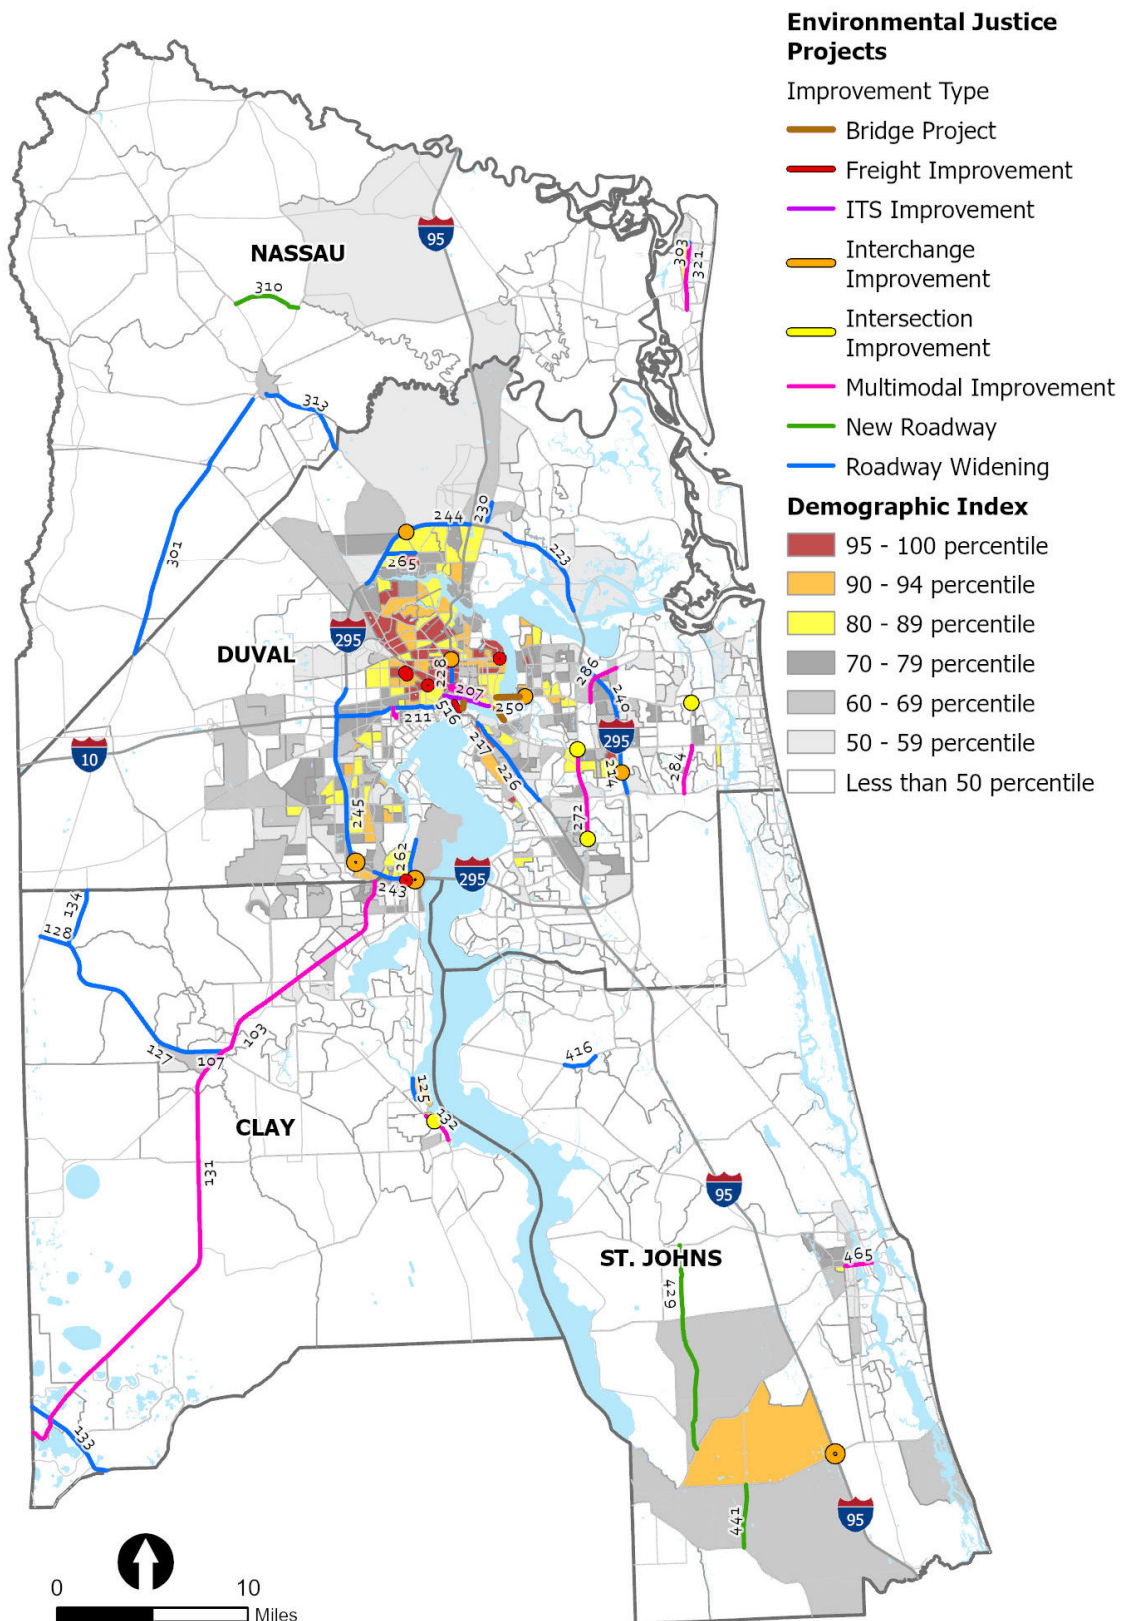 Environmental Justice
Projects
Improvement Type
Bridge Project
Freight Improvement
ITS Improvement
Interchange
Improvement
Intersection
Improvement
Multimodal Improvement
New Roadway
Roadway Widening
Demographic Index
95 - 100 percentile
90 - 94 percentile
80 - 89 percentile
70 - 79 percentile
60 - 69 percentile
50 - 59 percentile
Less than 50 percentile
95
NASSAU
303
321
310
313
301
230
244
223
265
295
DUVAL
228
286
207
240
250
516
211
295
10
217
284
214
226
245
272
262
295
243
134
128
103
127
107
416
125
132
CLAY
131
95
ST. JOHNS
465
429
133
95
441
0
10
Miles